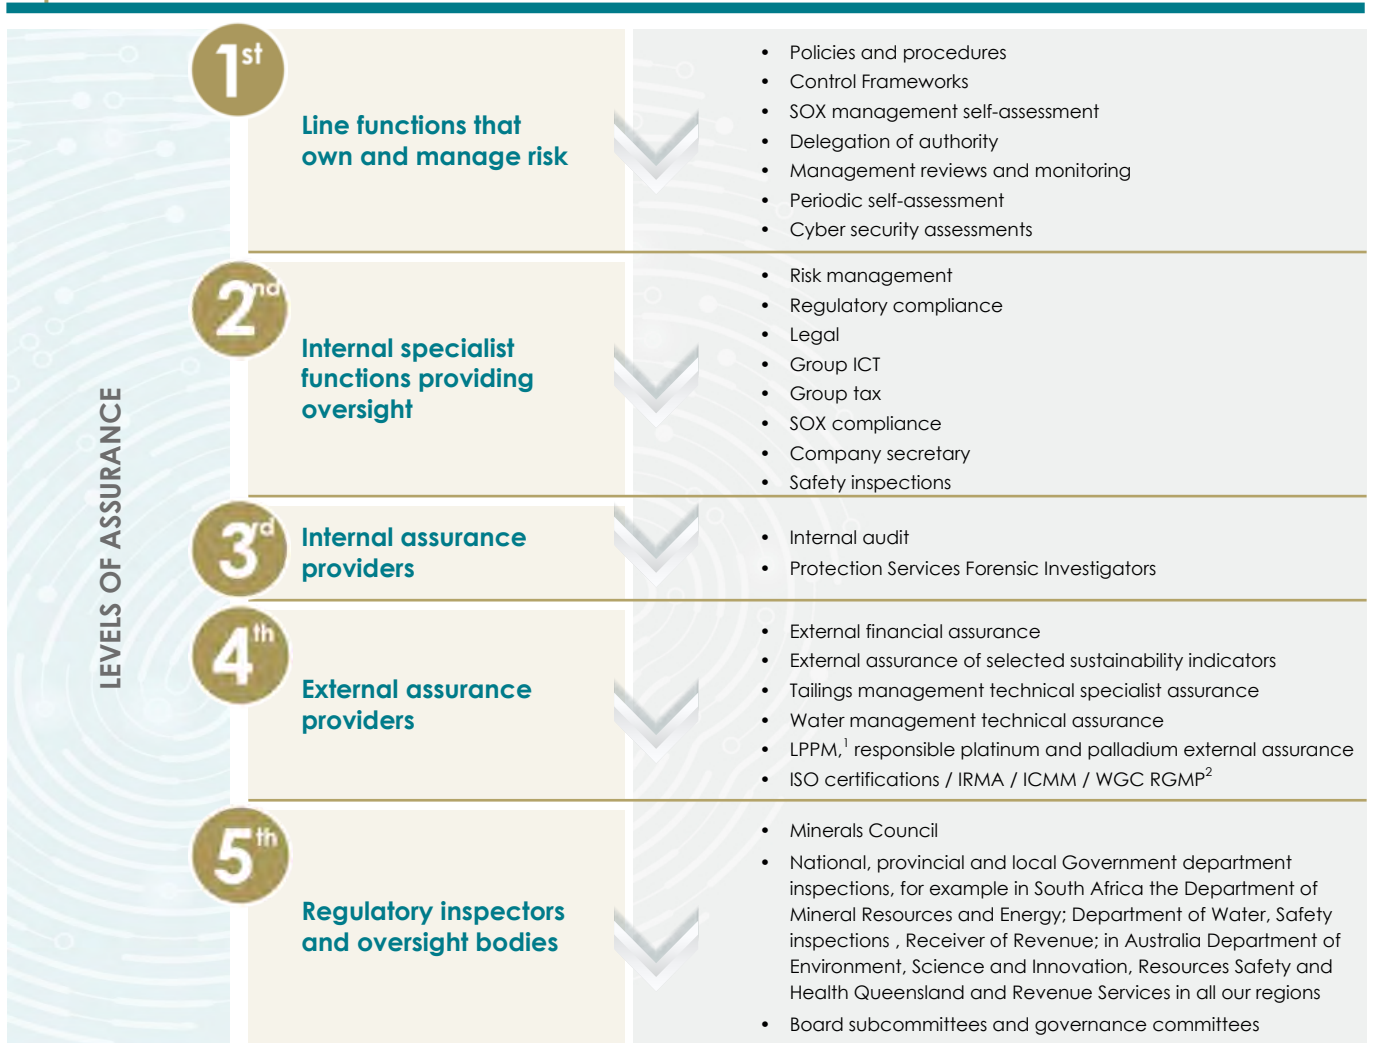 LEVELS OF ASSURANCE
1st
Line functions that
own and manage risk
• Policies and procedures
• Control Frameworks
• SOX management self-assessment
• Delegation of authority
• Management reviews and monitoring
• Periodic self-assessment
• Cyber security assessments
2nd
Internal specialist
functions providing
oversight
• Risk management
• Regulatory compliance
• Legal
• Group ICT
• Group tax
• SOX compliance
• Company secretary
• Safety inspections
3rd
Internal assurance
providers
• Internal audit
• Protection Services Forensic Investigators
4th
External assurance
providers
• External financial assurance
• External assurance of selected sustainability indicators
• Tailings management technical specialist assurance
• Water management technical assurance
• LPPM,1 responsible platinum and palladium external assurance
• ISO certifications / IRMA / ICMM / WGC RGMP2
5th
Regulatory inspectors
and oversight bodies
• Minerals Council
• National, provincial and local Government department
inspections, for example in South Africa the Department of
Mineral Resources and Energy; Department of Water, Safety
inspections , Receiver of Revenue; in Australia Department of
Environment, Science and Innovation, Resources Safety and
Health Queensland and Revenue Services in all our regions
• Board subcommittees and governance committees